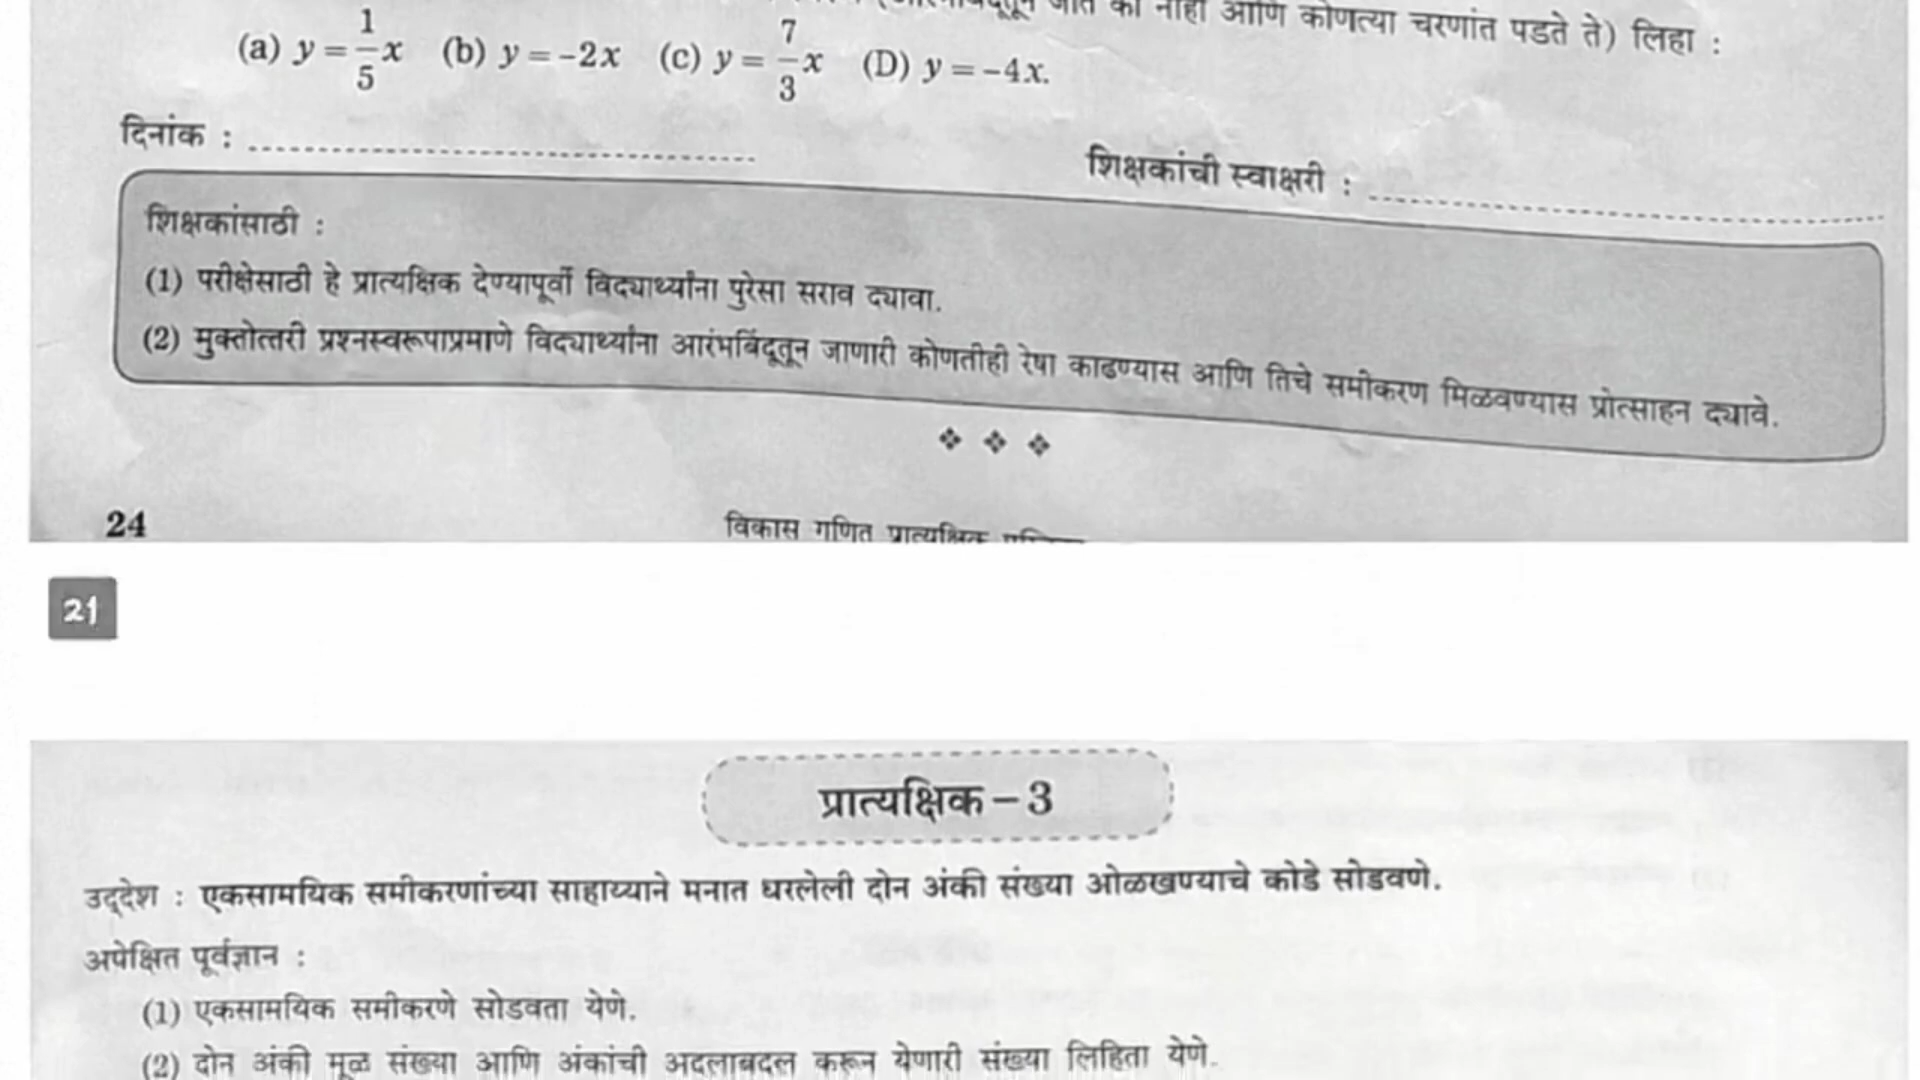 जाते की नाही आणि कोणत्या चरणांत पडते ते) लिहा :
(a) y = 1/5 x (b) y = -2x (c) y = 7/3 x (D) y = -4x.
दिनांक :
शिक्षकांची स्वाक्षरी :
शिक्षकांसाठी :
(1) परीक्षेसाठी हे प्रात्यक्षिक देण्यापूर्वी विद्यार्थ्यांना पुरेसा सराव द्यावा.
(2) मुक्तोत्तरी प्रश्नस्वरूपाप्रमाणे विद्यार्थ्यांना आरंभबिंदूतून जाणारी कोणतीही रेषा काढण्यास आणि तिचे समीकरण मिळवण्यास प्रोत्साहन द्यावे.
24
विकास गणित प्रात्यक्षिक
21
प्रात्यक्षिक – 3
उद्देश : एकसामयिक समीकरणांच्या साहाय्याने मनात धरलेली दोन अंकी संख्या ओळखण्याचे कोडे सोडवणे.
अपेक्षित पूर्वज्ञान :
(1) एकसामयिक समीकरणे सोडवता येणे.
(2) दोन अंकी मूळ संख्या आणि अंकांची अदलाबदल करून येणारी संख्या लिहिता येणे.